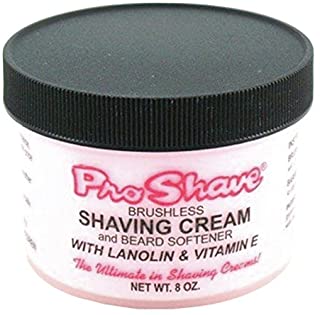 Pro Shave®
BRUSHLESS
SHAVING CREAM
and BEARD SOFTENER
WITH LANOLIN & VITAMIN E
The Ultimate in Shaving Creams!
NET WT. 8 OZ.